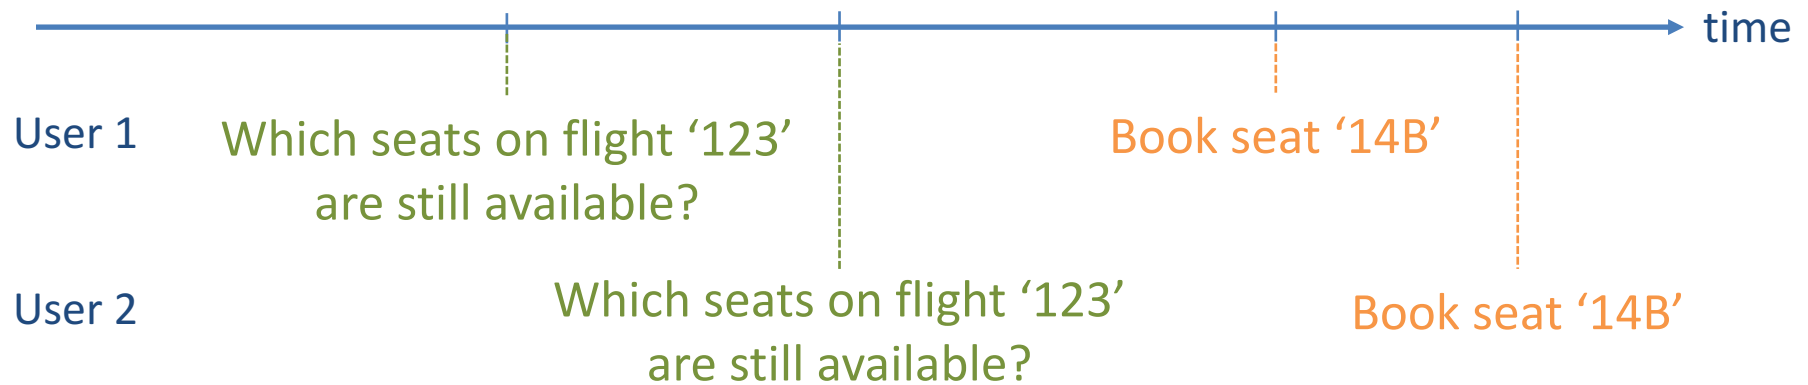 time
User 1
Which seats on flight ‘123’
are still available?
Book seat ‘14B’
User 2
Which seats on flight ‘123’
are still available?
Book seat ‘14B’